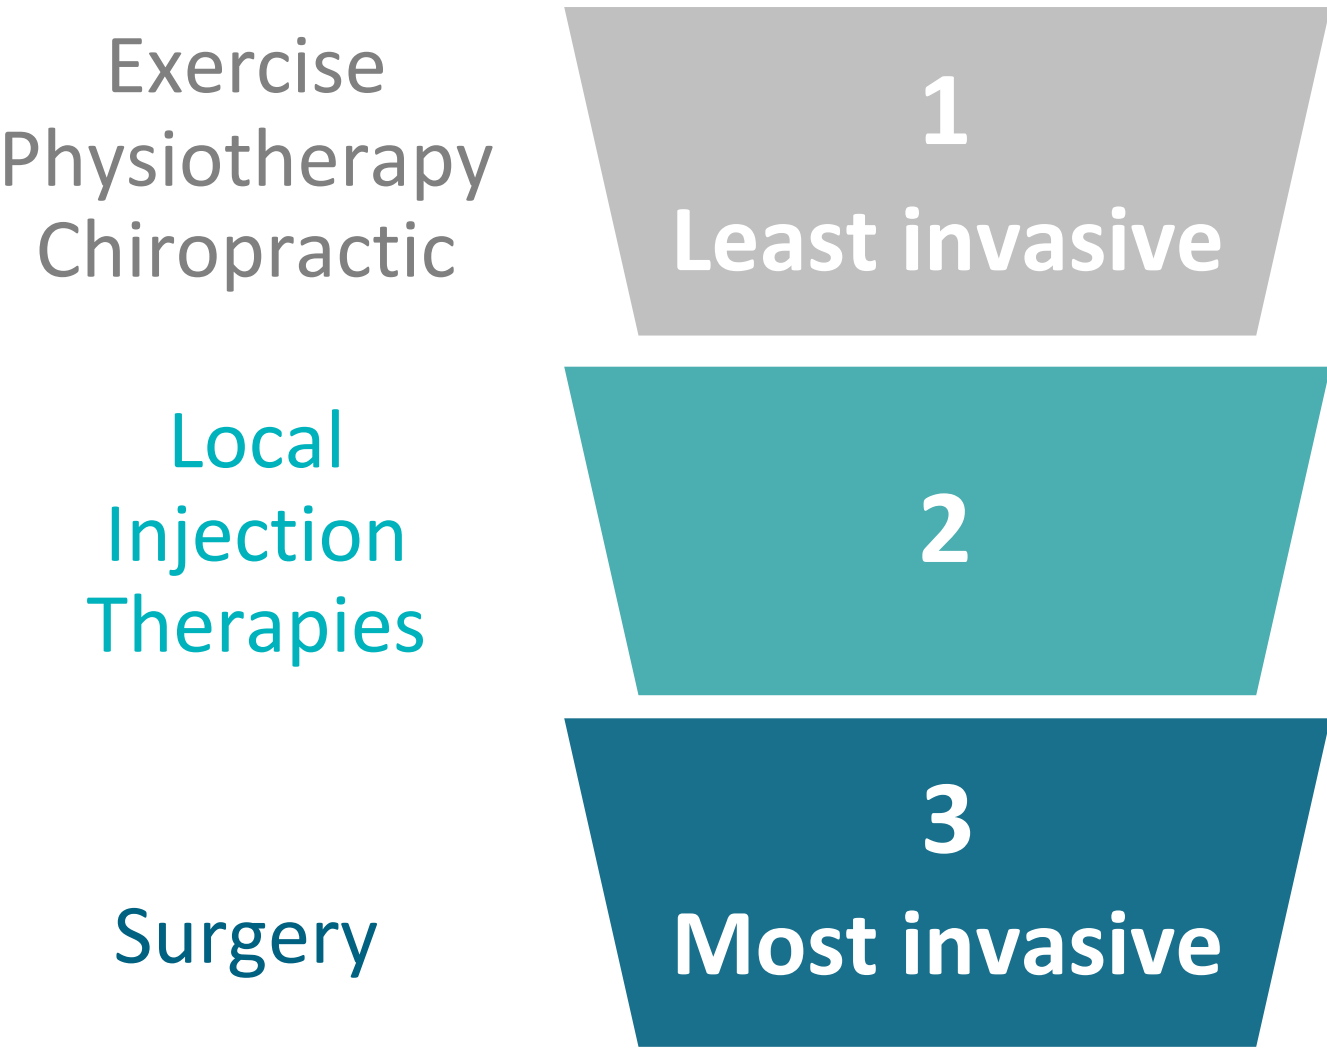 Exercise
Physiotherapy
Chiropractic
1
Least invasive
Local
Injection
Therapies
2
3
Surgery
Most invasive